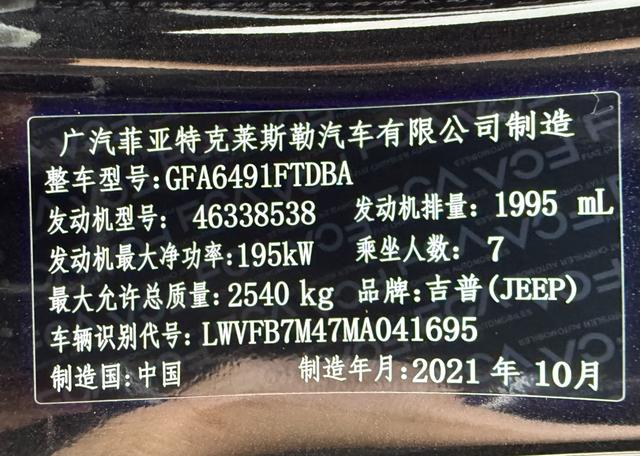 广汽菲亚特克莱斯勒汽车有限公司制造
整车型号:GFA6491FTDBA
发动机型号: 46338538 发动机排量: 1995 mL
发动机最大净功率:195kW 乘坐人数: 7
最大允许总质量:2540 kg 品牌:吉普(JEEP)
车辆识别代号: LWVFB7M47MA041695
制造国:中国 制造年月:2021 年 10月